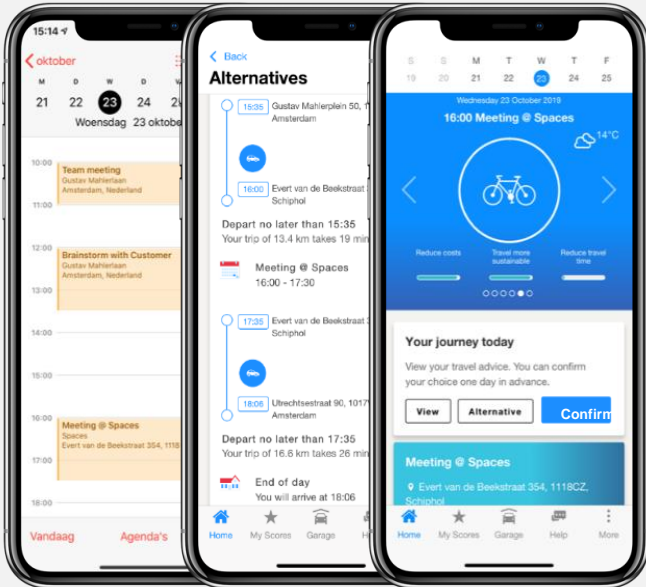 15:14
oktober
M D W D
21 22 23 24
Woensdag 23 oktobe
10:00
Team meeting
Gustav Mahlerlaan
Amsterdam, Nederland
11:00
12:00
Brainstorm with Customer
Gustav Mahlerlaan
Amsterdam, Nederland
13:00
14:00
15:00
16:00
Meeting @ Spaces
Spaces
Evert van de Beekstraat 354, 1118
17:00
18:00
Vandaag Agenda's
Back
Alternatives
15:35 Gustav Mahlerplein 50,
Amsterdam
16:00 Evert van de Beekstraat
Schiphol
Depart no later than 15:35
Your trip of 13.4 km takes 19 min
Meeting @ Spaces
16:00 - 17:30
17:35 Evert van de Beekstraat
Schiphol
18:06 Utrechtsestraat 90, 1017
Amsterdam
Depart no later than 17:35
Your trip of 16.6 km takes 26 min
End of day
You will arrive at 18:06
Home My Scores Garage H
S S M T W T F
19 20 21 22 23 24 25
Wednesday 23 October 2019
16:00 Meeting @ Spaces
14°C
Reduce costs Travel more sustainable Reduce travel time
Your journey today
View your travel advice. You can confirm
your choice one day in advance.
View Alternative Confirm
Meeting @ Spaces
Evert van de Beekstraat 354, 1118CZ,
Schiphol
Home My Scores Garage Help More